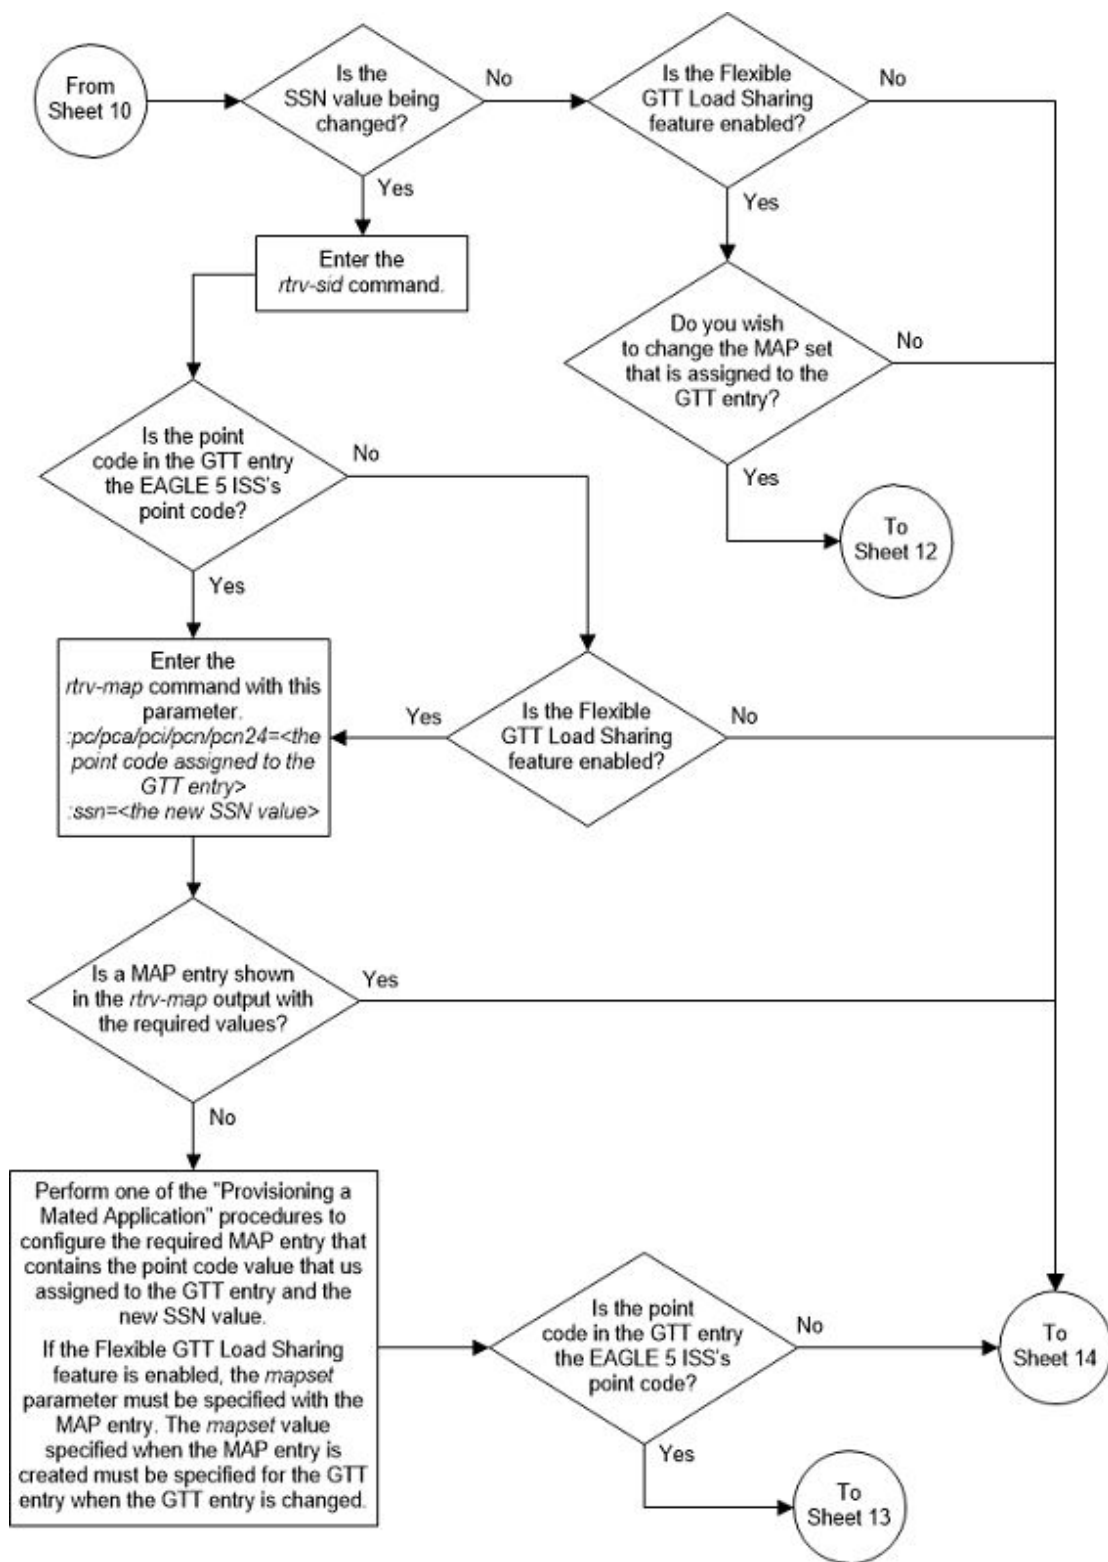 From
Sheet 10
Is the
SSN value being
changed?
No
Is the Flexible
GTT Load Sharing
feature enabled?
No
Yes
Yes
Enter the
rtrv-sid command.
Do you wish
to change the MAP set
that is assigned to the
GTT entry?
No
Yes
To
Sheet 12
Is the point
code in the GTT entry
the EAGLE 5 ISS's
point code?
No
Yes
Enter the
rtrv-map command with this
parameter.
:pc/pca/pci/pcn/pcn24=<the
point code assigned to the
GTT entry>
:ssn=<the new SSN value>
Yes
Is the Flexible
GTT Load Sharing
feature enabled?
No
Is a MAP entry shown
in the rtrv-map output with
the required values?
Yes
No
Perform one of the "Provisioning a
Mated Application" procedures to
configure the required MAP entry that
contains the point code value that us
assigned to the GTT entry and the
new SSN value.
If the Flexible GTT Load Sharing
feature is enabled, the mapset
parameter must be specified with the
MAP entry. The mapset value
specified when the MAP entry is
created must be specified for the GTT
entry when the GTT entry is changed.
Is the point
code in the GTT entry
the EAGLE 5 ISS's
point code?
No
To
Sheet 14
Yes
To
Sheet 13